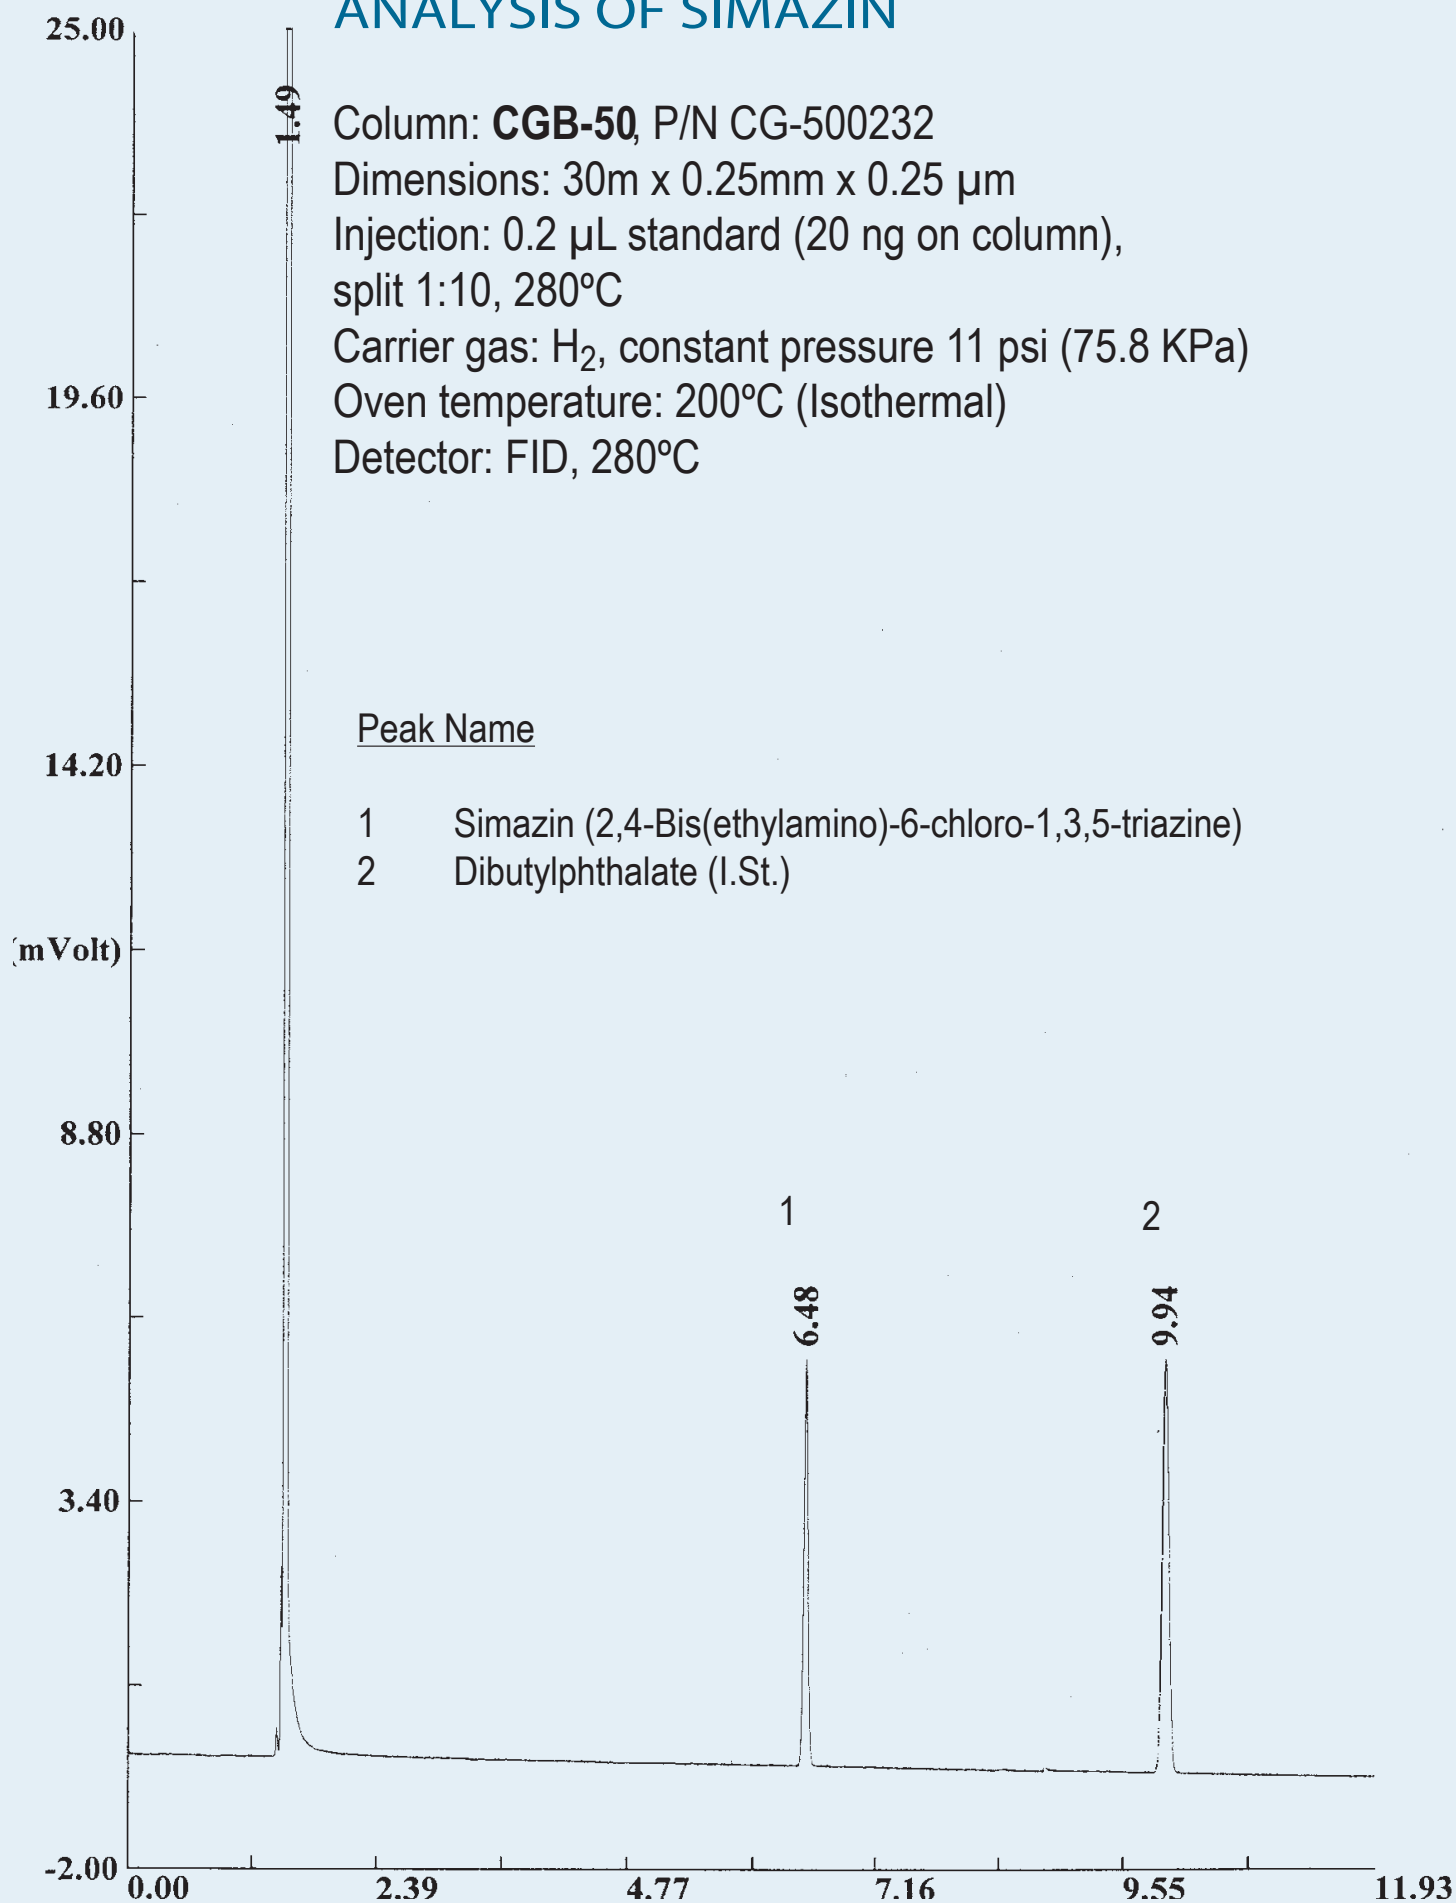 ANALYSIS OF SIMAZIN
25.00
1.49
Column: CGB-50, P/N CG-500232
Dimensions: 30m x 0.25mm x 0.25 µm
Injection: 0.2 µL standard (20 ng on column),
split 1:10, 280ºC
Carrier gas: H₂, constant pressure 11 psi (75.8 KPa)
19.60
Oven temperature: 200ºC (Isothermal)
Detector: FID, 280ºC
Peak Name
14.20
1 Simazin (2,4-Bis(ethylamino)-6-chloro-1,3,5-triazine)
2 Dibutylphthalate (I.St.)
(mVolt)
8.80
1 2
6.48 9.94
3.40
-2.00
0.00 2.39 4.77 7.16 9.55 11.93